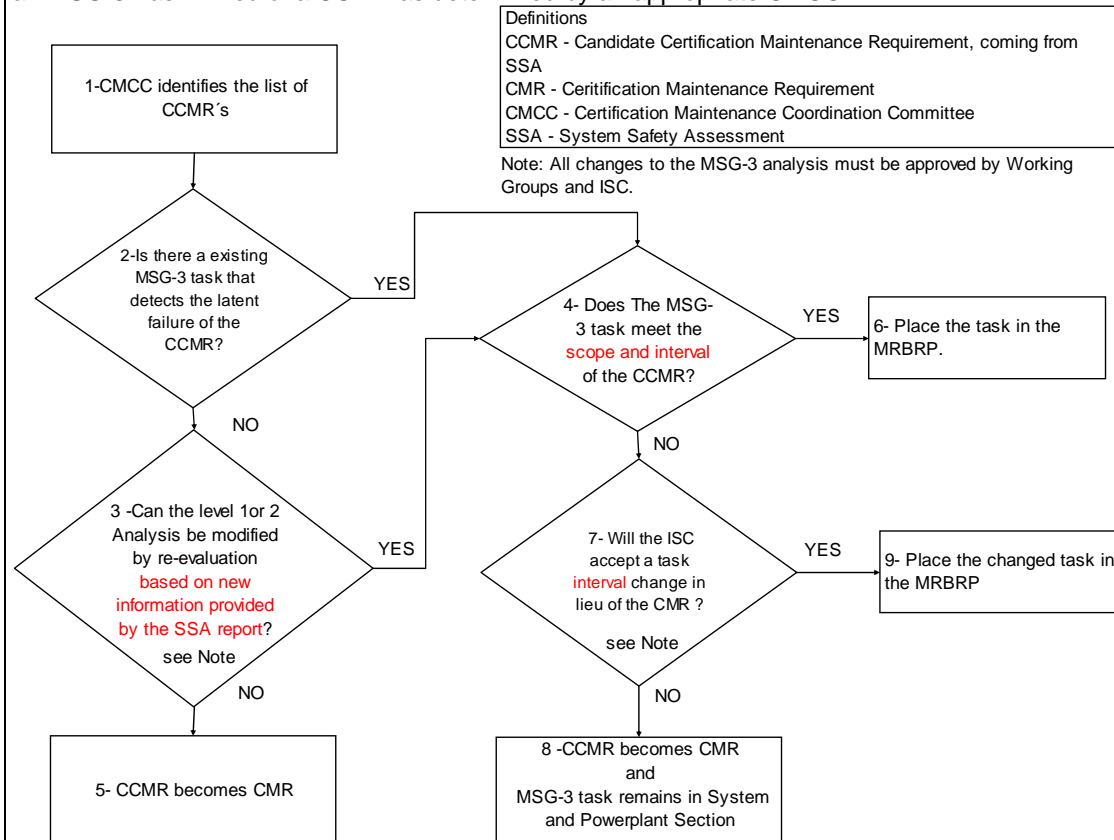 Definitions
CCMR - Candidate Certification Maintenance Requirement, coming from
SSA
CMR - Ceritification Maintenance Requirement
CMCC - Certification Maintenance Coordination Committee
SSA - System Safety Assessment
Note: All changes to the MSG-3 analysis must be approved by Working
Groups and ISC.
1-CMCC identifies the list of
CCMR´s
2-Is there a existing
MSG-3 task that
detects the latent
failure of the
CCMR?
YES
NO
3 -Can the level 1or 2
Analysis be modified
by re-evaluation
based on new
information provided
by the SSA report?
see Note
YES
NO
5- CCMR becomes CMR
4- Does The MSG-
3 task meet the
scope and interval
of the CCMR?
YES
6- Place the task in the
MRBRP.
NO
7- Will the ISC
accept a task
interval change in
lieu of the CMR ?
see Note
YES
9- Place the changed task in
the MRBRP
NO
8 -CCMR becomes CMR
and
MSG-3 task remains in System
and Powerplant Section